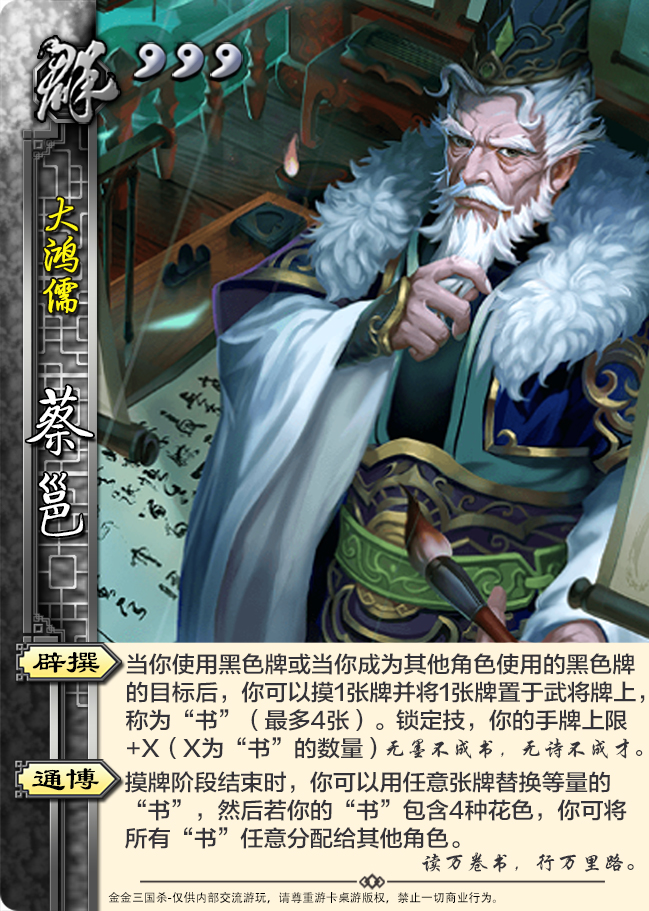 群
大鸿儒
蔡邕
辟撰
当你使用黑色牌或当你成为其他角色使用的黑色牌
的目标后，你可以摸1张牌并将1张牌置于武将牌上，
称为“书”（最多4张）。锁定技，你的手牌上限
+X（X为“书”的数量）无墨不成书，无诗不成才。
通博
摸牌阶段结束时，你可以用任意张牌替换等量的
“书”，然后若你的“书”包含4种花色，你可将
所有“书”任意分配给其他角色。
读万卷书，行万里路。
金金三国杀-仅供内部交流游玩，请尊重游卡桌游版权，禁止一切商业行为。